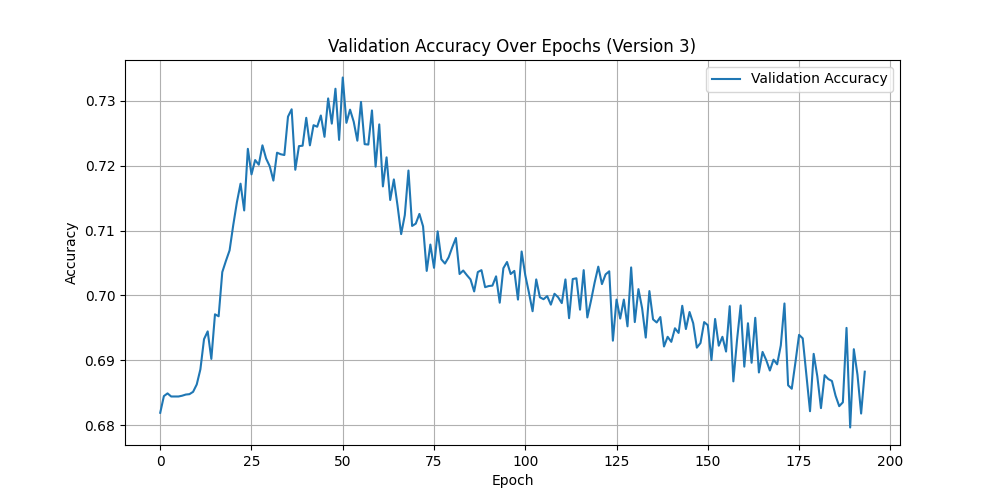 Validation Accuracy Over Epochs (Version 3)
Validation Accuracy
0.73
0.72
0.71
0.70
0.69
0.68
Accuracy
0 25 50 75 100 125 150 175 200
Epoch